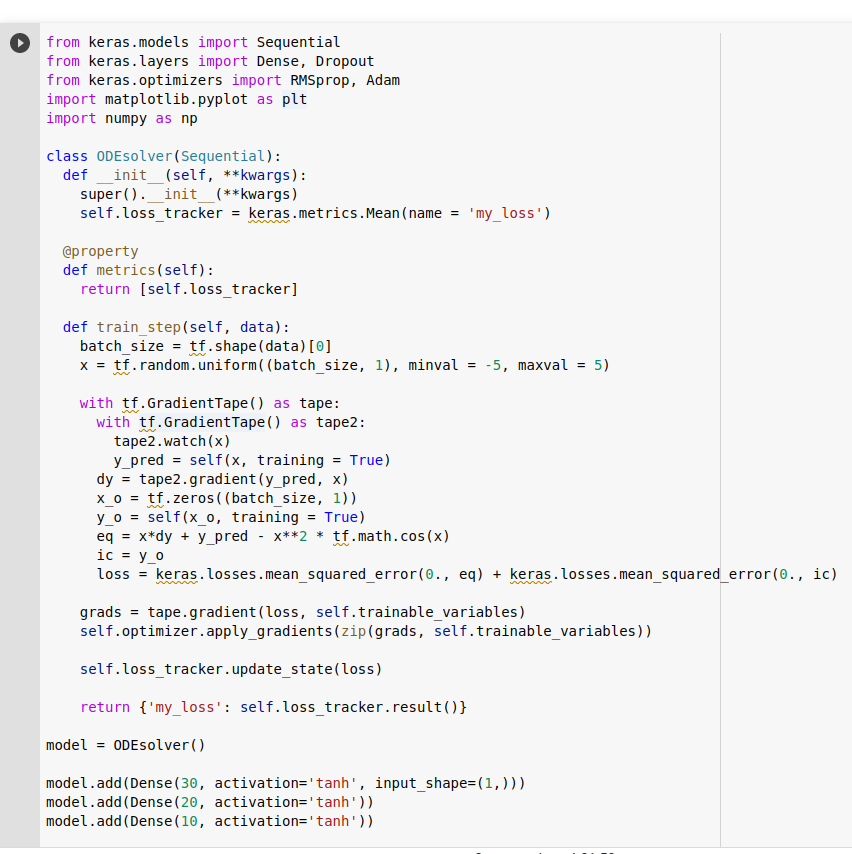 from keras.models import Sequential
from keras.layers import Dense, Dropout
from keras.optimizers import RMSprop, Adam
import matplotlib.pyplot as plt
import numpy as np

class ODEsolver(Sequential):
  def __init__(self, **kwargs):
    super().__init__(**kwargs)
    self.loss_tracker = keras.metrics.Mean(name = 'my_loss')

  @property
  def metrics(self):
    return [self.loss_tracker]

  def train_step(self, data):
    batch_size = tf.shape(data)[0]
    x = tf.random.uniform((batch_size, 1), minval = -5, maxval = 5)

    with tf.GradientTape() as tape:
      with tf.GradientTape() as tape2:
        tape2.watch(x)
        y_pred = self(x, training = True)
      dy = tape2.gradient(y_pred, x)
      x_o = tf.zeros((batch_size, 1))
      y_o = self(x_o, training = True)
      eq = x*dy + y_pred - x**2 * tf.math.cos(x)
      ic = y_o
      loss = keras.losses.mean_squared_error(0., eq) + keras.losses.mean_squared_error(0., ic)

    grads = tape.gradient(loss, self.trainable_variables)
    self.optimizer.apply_gradients(zip(grads, self.trainable_variables))

    self.loss_tracker.update_state(loss)

    return {'my_loss': self.loss_tracker.result()}

model = ODEsolver()

model.add(Dense(30, activation='tanh', input_shape=(1,)))
model.add(Dense(20, activation='tanh'))
model.add(Dense(10, activation='tanh'))